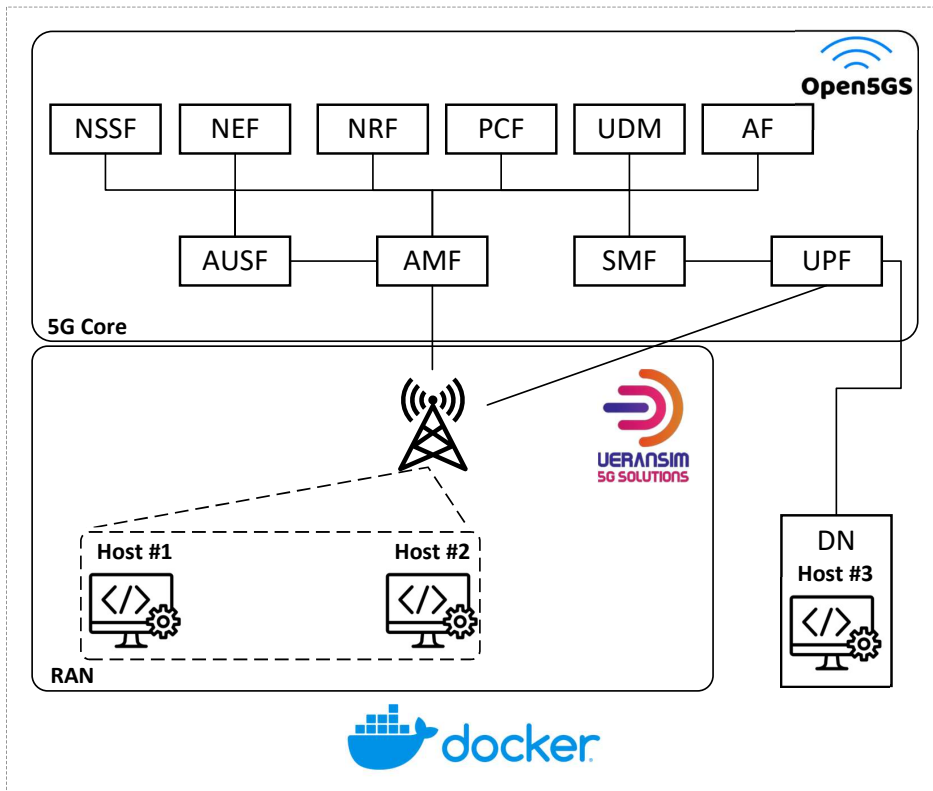 Open5GS
NSSF
NEF
NRF
PCF
UDM
AF
AUSF
AMF
SMF
UPF
5G Core
UERANSIM
5G SOLUTIONS
Host #1
Host #2
DN
Host #3
</>
</>
</>
RAN
docker